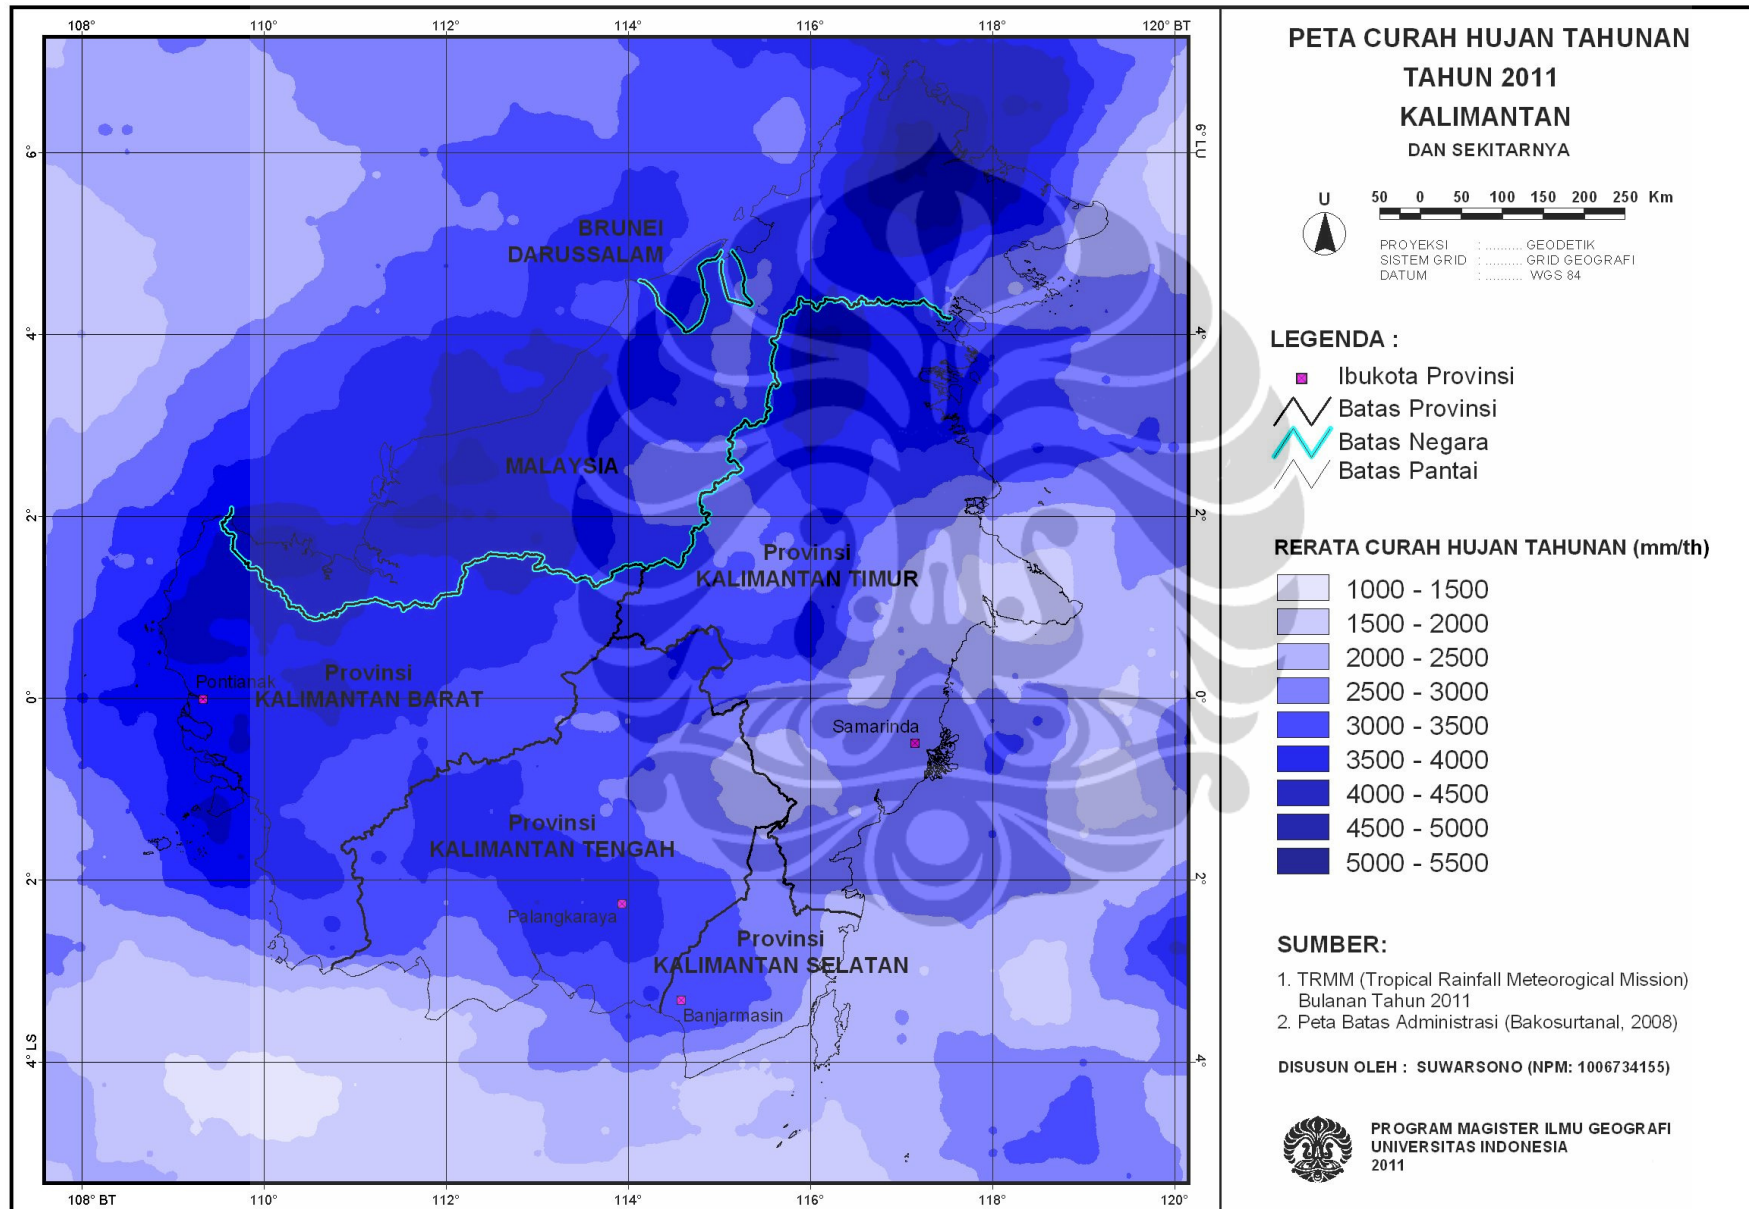 108°
110°
112°
114°
116°
118°
120° BT
6°
4°
2°
0°
2°
4° LS
6° LU
4°
2°
0°
2°
4°
108° BT
110°
112°
114°
116°
118°
120°
BRUNEI
DARUSSALAM
MALAYSIA
Provinsi
KALIMANTAN TIMUR
Pontianak
Provinsi
KALIMANTAN BARAT
Samarinda
Provinsi
KALIMANTAN TENGAH
Palangkaraya
Provinsi
KALIMANTAN SELATAN
Banjarmasin
PETA CURAH HUJAN TAHUNAN
TAHUN 2011
KALIMANTAN
DAN SEKITARNYA
U
50 0 50 100 150 200 250 Km
PROYEKSI : .......... GEODETIK
SISTEM GRID : .......... GRID GEOGRAFI
DATUM : .......... WGS 84
LEGENDA :
Ibukota Provinsi
Batas Provinsi
Batas Negara
Batas Pantai
RERATA CURAH HUJAN TAHUNAN (mm/th)
1000 - 1500
1500 - 2000
2000 - 2500
2500 - 3000
3000 - 3500
3500 - 4000
4000 - 4500
4500 - 5000
5000 - 5500
SUMBER:
1. TRMM (Tropical Rainfall Meteorogical Mission)
Bulanan Tahun 2011
2. Peta Batas Administrasi (Bakosurtanal, 2008)
DISUSUN OLEH : SUWARSONO (NPM: 1006734155)
PROGRAM MAGISTER ILMU GEOGRAFI
UNIVERSITAS INDONESIA
2011